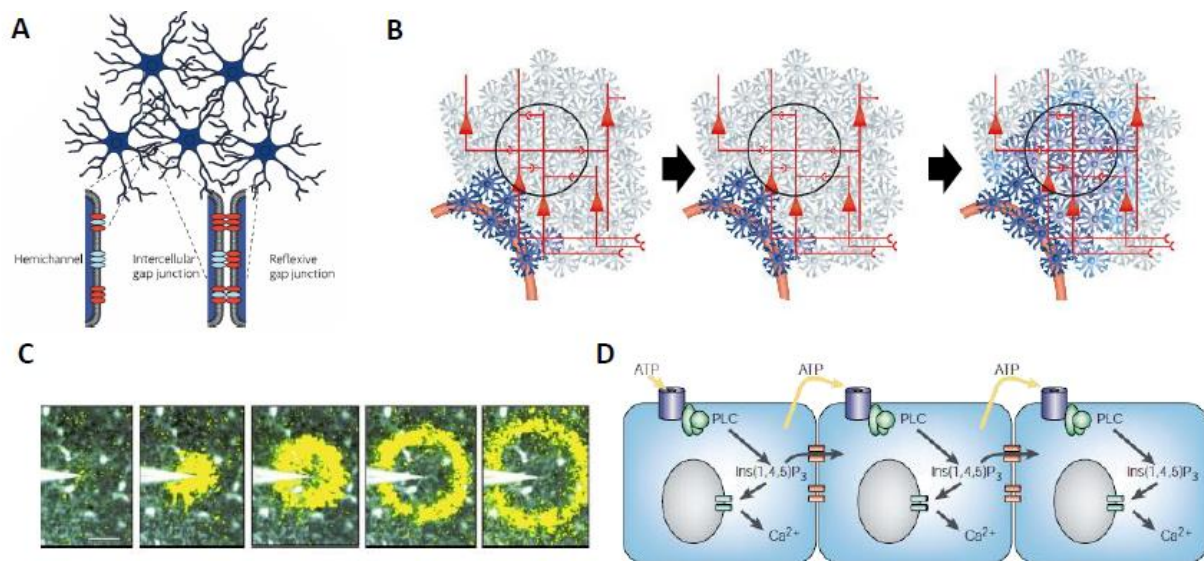 A
B
Hemichannel
Intercellular
gap junction
Reflexive
gap junction
C
D
ATP
ATP
ATP
PLC
PLC
PLC
Ins(1,4,5)P3
Ins(1,4,5)P3
Ins(1,4,5)P3
Ca2+
Ca2+
Ca2+